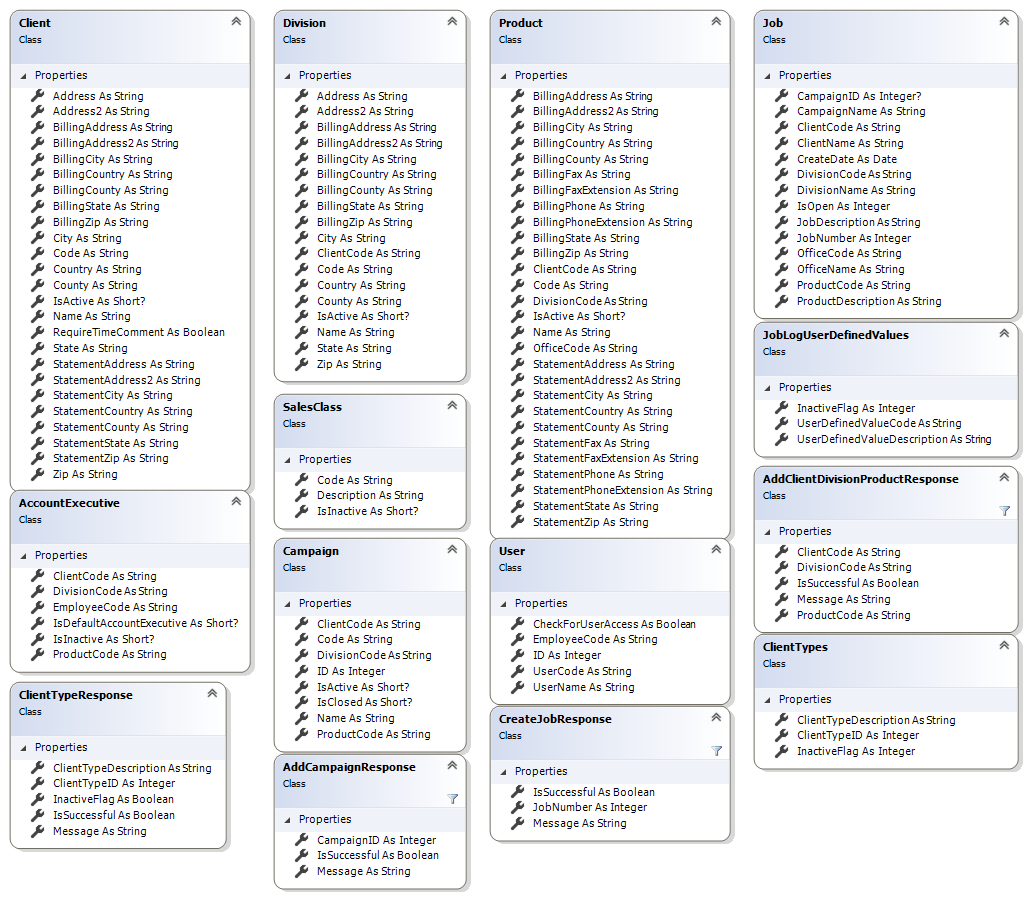 Client
Class
Properties
Address As String
Address2 As String
BillingAddress As String
BillingAddress2 As String
BillingCity As String
BillingCountry As String
BillingCounty As String
BillingState As String
BillingZip As String
City As String
Code As String
Country As String
County As String
IsActive As Short?
Name As String
RequireTimeComment As Boolean
State As String
StatementAddress As String
StatementAddress2 As String
StatementCity As String
StatementCountry As String
StatementCounty As String
StatementState As String
StatementZip As String
Zip As String
AccountExecutive
Class
Properties
ClientCode As String
DivisionCode As String
EmployeeCode As String
IsDefaultAccountExecutive As Short?
IsInactive As Short?
ProductCode As String
ClientTypeResponse
Class
Properties
ClientTypeDescription As String
ClientTypeID As Integer
InactiveFlag As Boolean
IsSuccessful As Boolean
Message As String
Division
Class
Properties
Address As String
Address2 As String
BillingAddress As String
BillingAddress2 As String
BillingCity As String
BillingCountry As String
BillingCounty As String
BillingState As String
BillingZip As String
City As String
ClientCode As String
Code As String
Country As String
County As String
IsActive As Short?
Name As String
State As String
Zip As String
SalesClass
Class
Properties
Code As String
Description As String
IsInactive As Short?
Campaign
Class
Properties
ClientCode As String
Code As String
DivisionCode As String
ID As Integer
IsActive As Short?
IsClosed As Short?
Name As String
ProductCode As String
AddCampaignResponse
Class
Properties
CampaignID As Integer
IsSuccessful As Boolean
Message As String
Product
Class
Properties
BillingAddress As String
BillingAddress2 As String
BillingCity As String
BillingCountry As String
BillingCounty As String
BillingFax As String
BillingFaxExtension As String
BillingPhone As String
BillingPhoneExtension As String
BillingState As String
BillingZip As String
ClientCode As String
Code As String
DivisionCode As String
IsActive As Short?
Name As String
OfficeCode As String
StatementAddress As String
StatementAddress2 As String
StatementCity As String
StatementCountry As String
StatementCounty As String
StatementFax As String
StatementFaxExtension As String
StatementPhone As String
StatementPhoneExtension As String
StatementState As String
StatementZip As String
User
Class
Properties
CheckForUserAccess As Boolean
EmployeeCode As String
ID As Integer
UserCode As String
UserName As String
CreateJobResponse
Class
Properties
IsSuccessful As Boolean
JobNumber As Integer
Message As String
Job
Class
Properties
CampaignID As Integer?
CampaignName As String
ClientCode As String
ClientName As String
CreateDate As Date
DivisionCode As String
DivisionName As String
IsOpen As Integer
JobDescription As String
JobNumber As Integer
OfficeCode As String
OfficeName As String
ProductCode As String
ProductDescription As String
JobLogUserDefinedValues
Class
Properties
InactiveFlag As Integer
UserDefinedValueCode As String
UserDefinedValueDescription As String
AddClientDivisionProductResponse
Class
Properties
ClientCode As String
DivisionCode As String
IsSuccessful As Boolean
Message As String
ProductCode As String
ClientTypes
Class
Properties
ClientTypeDescription As String
ClientTypeID As Integer
InactiveFlag As Integer